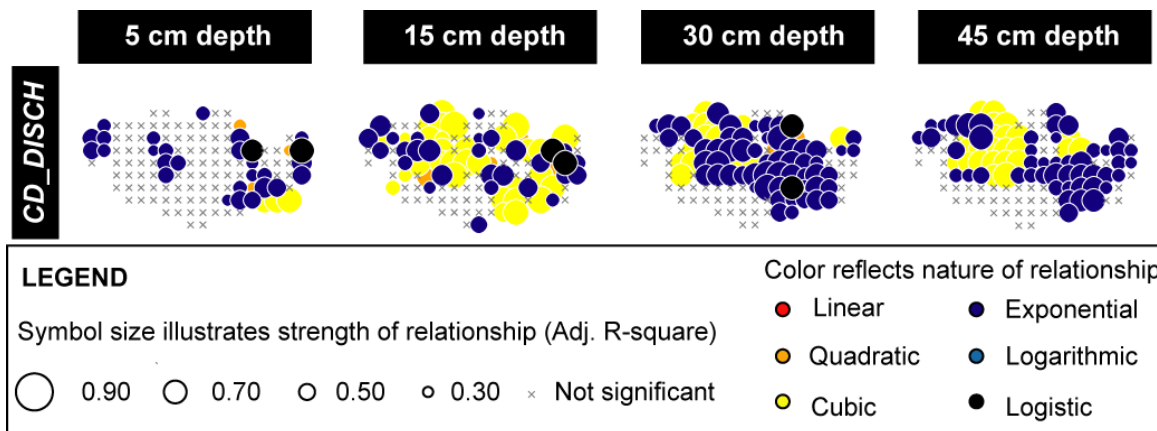 5 cm depth
15 cm depth
30 cm depth
45 cm depth
CD_DISCH
LEGEND
Symbol size illustrates strength of relationship (Adj. R-square)
0.90
0.70
0.50
0.30
Not significant
Color reflects nature of relationship
Linear
Exponential
Quadratic
Logarithmic
Cubic
Logistic